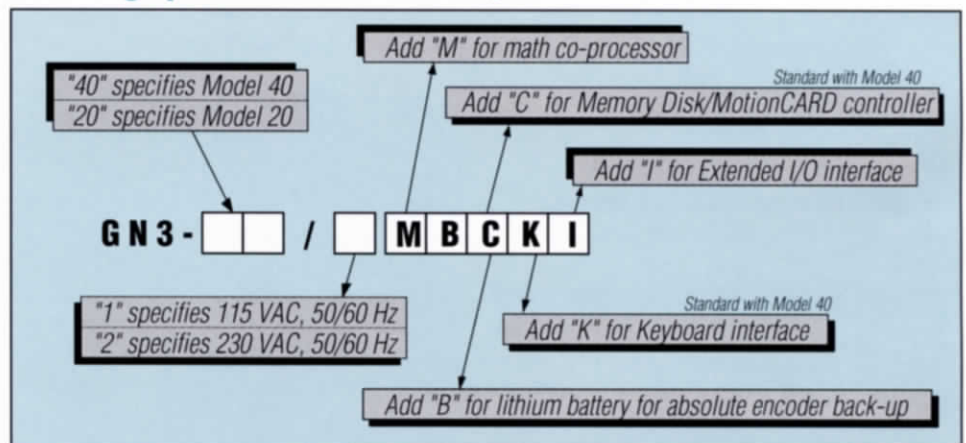 Add "M" for math co-processor
"40" specifies Model 40
"20" specifies Model 20
Standard with Model 40
Add "C" for Memory Disk/MotionCARD controller
Add "I" for Extended I/O interface
GN3- / M B C K I
"1" specifies 115 VAC, 50/60 Hz
"2" specifies 230 VAC, 50/60 Hz
Standard with Model 40
Add "K" for Keyboard interface
Add "B" for lithium battery for absolute encoder back-up